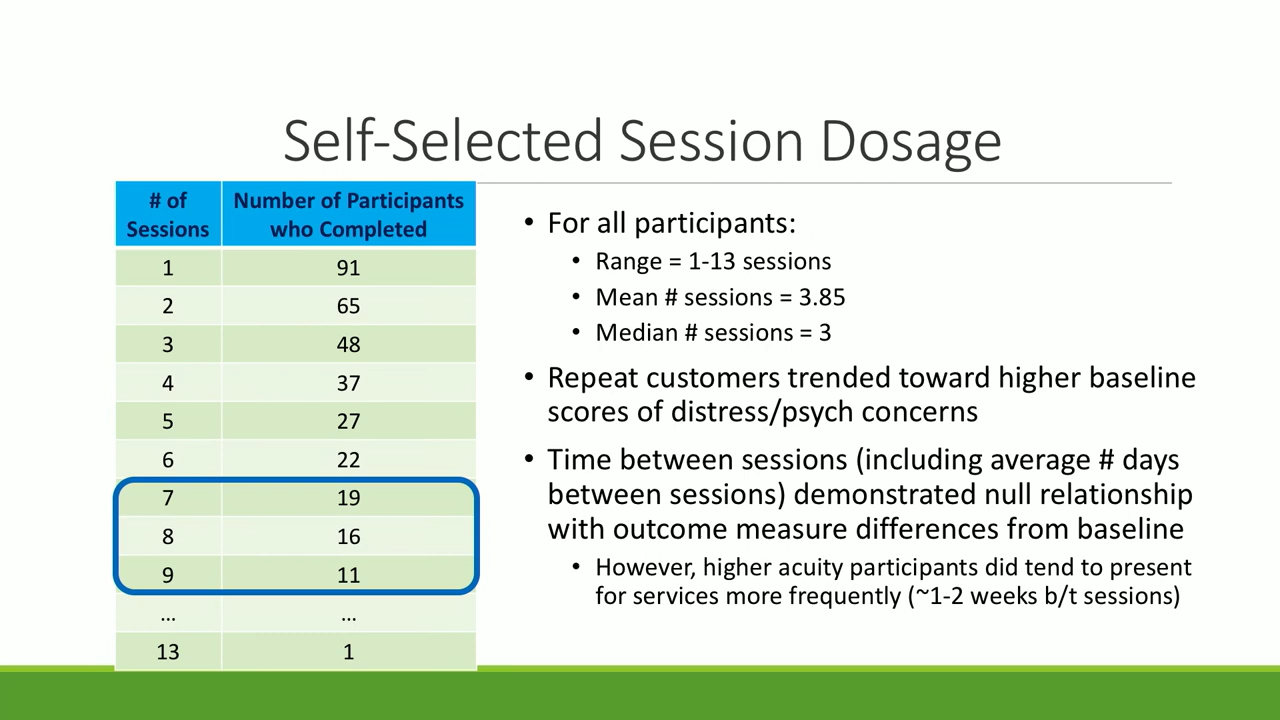 Self-Selected Session Dosage
# of Sessions | Number of Participants who Completed
1 | 91
2 | 65
3 | 48
4 | 37
5 | 27
6 | 22
7 | 19
8 | 16
9 | 11
... | ...
13 | 1
• For all participants:
• Range = 1-13 sessions
• Mean # sessions = 3.85
• Median # sessions = 3
• Repeat customers trended toward higher baseline
scores of distress/psych concerns
• Time between sessions (including average # days
between sessions) demonstrated null relationship
with outcome measure differences from baseline
• However, higher acuity participants did tend to present
for services more frequently (~1-2 weeks b/t sessions)